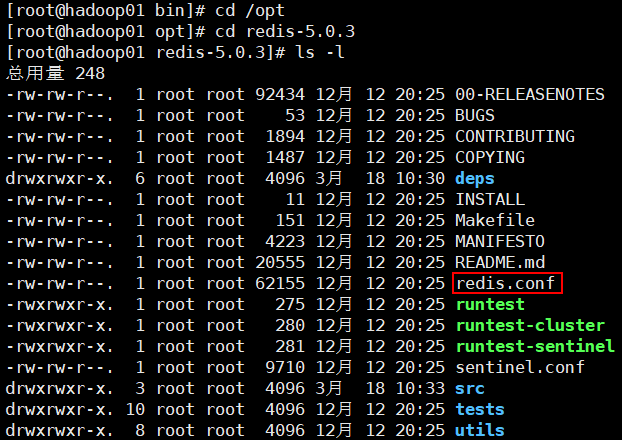 [root@hadoop01 bin]# cd /opt
[root@hadoop01 opt]# cd redis-5.0.3
[root@hadoop01 redis-5.0.3]# ls -l
总用量 248
-rw-rw-r--.  1 root root 92434 12月 12 20:25 00-RELEASENOTES
-rw-rw-r--.  1 root root    53 12月 12 20:25 BUGS
-rw-rw-r--.  1 root root  1894 12月 12 20:25 CONTRIBUTING
-rw-rw-r--.  1 root root  1487 12月 12 20:25 COPYING
drwxrwxr-x.  6 root root  4096 3月  18 10:30 deps
-rw-rw-r--.  1 root root    11 12月 12 20:25 INSTALL
-rw-rw-r--.  1 root root   151 12月 12 20:25 Makefile
-rw-rw-r--.  1 root root  4223 12月 12 20:25 MANIFESTO
-rw-rw-r--.  1 root root 20555 12月 12 20:25 README.md
-rw-rw-r--.  1 root root 62155 12月 12 20:25 redis.conf
-rwxrwxr-x.  1 root root   275 12月 12 20:25 runtest
-rwxrwxr-x.  1 root root   280 12月 12 20:25 runtest-cluster
-rwxrwxr-x.  1 root root   281 12月 12 20:25 runtest-sentinel
-rw-rw-r--.  1 root root  9710 12月 12 20:25 sentinel.conf
drwxrwxr-x.  3 root root  4096 3月  18 10:33 src
drwxrwxr-x. 10 root root  4096 12月 12 20:25 tests
drwxrwxr-x.  8 root root  4096 12月 12 20:25 utils